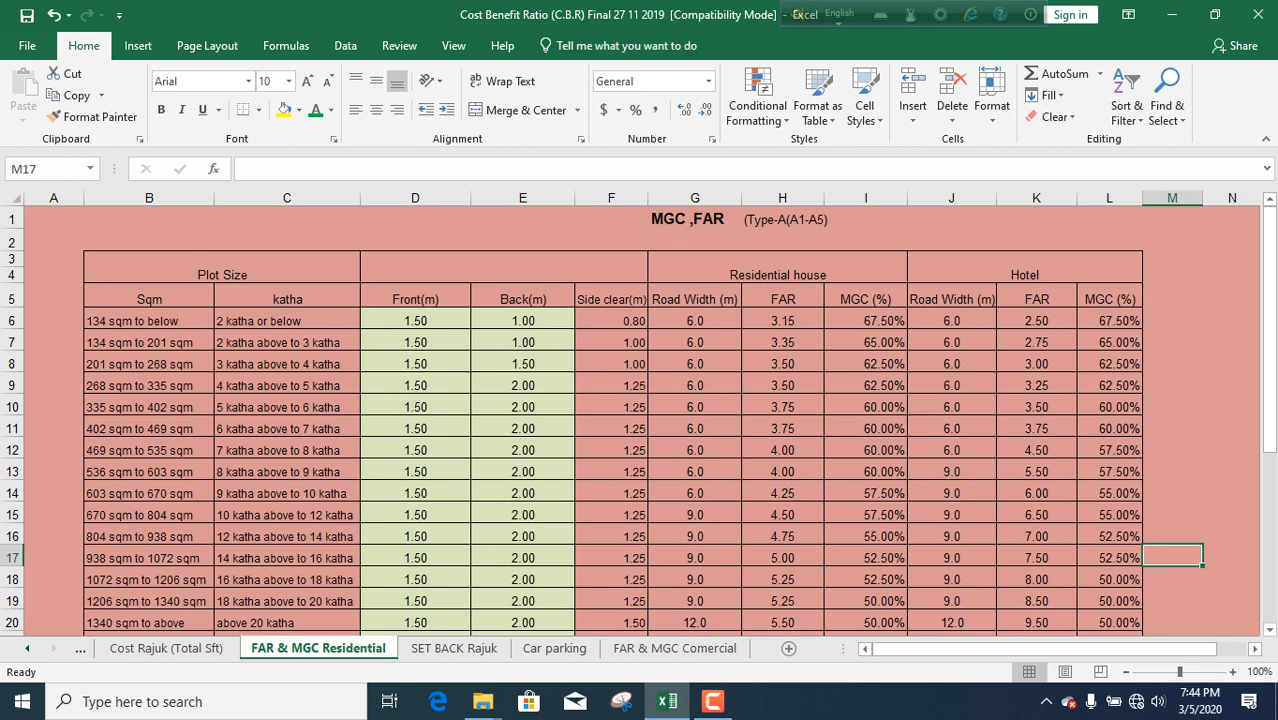 Cost Benefit Ratio (C.B.R) Final 27 11 2019 [Compatibility Mode] - Excel English Sign in
File Home Insert Page Layout Formulas Data Review View Help Tell me what you want to do Share
Paste Cut Copy Format Painter Clipboard
Arial 10 B I U A Font
Wrap Text Merge & Center Alignment
General $ % , Number
Conditional Formatting Format as Table Cell Styles Styles
Insert Delete Format Cells
AutoSum Fill Clear Sort & Filter Find & Select Editing
M17 fx
A B C D E F G H I J K L M N
1 MGC ,FAR (Type-A(A1-A5)
2
3
4 Plot Size Residential house Hotel
5 Sqm katha Front(m) Back(m) Side clear(m) Road Width (m) FAR MGC (%) Road Width (m) FAR MGC (%)
6 134 sqm to below 2 katha or below 1.50 1.00 0.80 6.0 3.15 67.50% 6.0 2.50 67.50%
7 134 sqm to 201 sqm 2 katha above to 3 katha 1.50 1.00 1.00 6.0 3.35 65.00% 6.0 2.75 65.00%
8 201 sqm to 268 sqm 3 katha above to 4 katha 1.50 1.50 1.00 6.0 3.50 62.50% 6.0 3.00 62.50%
9 268 sqm to 335 sqm 4 katha above to 5 katha 1.50 2.00 1.25 6.0 3.50 62.50% 6.0 3.25 62.50%
10 335 sqm to 402 sqm 5 katha above to 6 katha 1.50 2.00 1.25 6.0 3.75 60.00% 6.0 3.50 60.00%
11 402 sqm to 469 sqm 6 katha above to 7 katha 1.50 2.00 1.25 6.0 3.75 60.00% 6.0 3.75 60.00%
12 469 sqm to 535 sqm 7 katha above to 8 katha 1.50 2.00 1.25 6.0 4.00 60.00% 6.0 4.50 57.50%
13 536 sqm to 603 sqm 8 katha above to 9 katha 1.50 2.00 1.25 6.0 4.00 60.00% 9.0 5.50 57.50%
14 603 sqm to 670 sqm 9 katha above to 10 katha 1.50 2.00 1.25 6.0 4.25 57.50% 9.0 6.00 55.00%
15 670 sqm to 804 sqm 10 katha above to 12 katha 1.50 2.00 1.25 9.0 4.50 57.50% 9.0 6.50 55.00%
16 804 sqm to 938 sqm 12 katha above to 14 katha 1.50 2.00 1.25 9.0 4.75 55.00% 9.0 7.00 52.50%
17 938 sqm to 1072 sqm 14 katha above to 16 katha 1.50 2.00 1.25 9.0 5.00 52.50% 9.0 7.50 52.50%
18 1072 sqm to 1206 sqm 16 katha above to 18 katha 1.50 2.00 1.25 9.0 5.25 52.50% 9.0 8.00 50.00%
19 1206 sqm to 1340 sqm 18 katha above to 20 katha 1.50 2.00 1.25 9.0 5.25 50.00% 9.0 8.50 50.00%
20 1340 sqm to above above 20 katha 1.50 2.00 1.50 12.0 5.50 50.00% 12.0 9.50 50.00%
... Cost Rajuk (Total Sft) FAR & MGC Residential SET BACK Rajuk Car parking FAR & MGC Comercial
Ready 100%
Type here to search 7:44 PM
3/5/2020